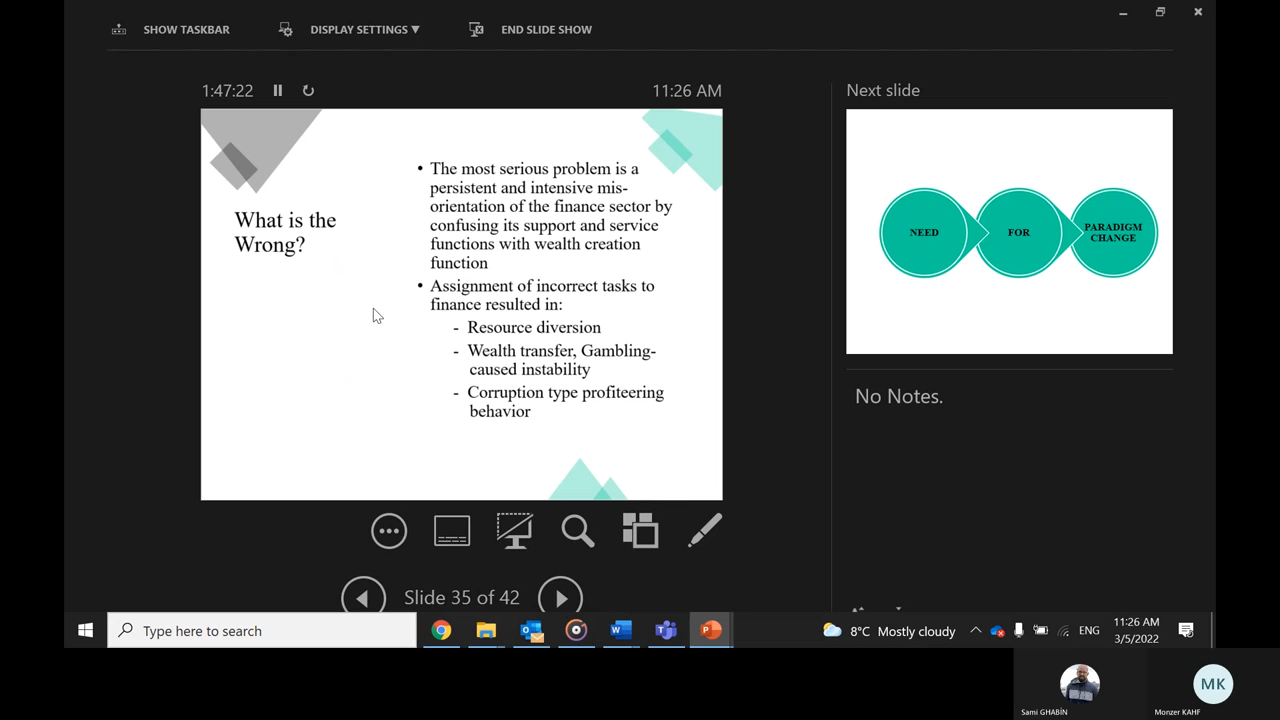 SHOW TASKBAR
DISPLAY SETTINGS ▼
END SLIDE SHOW
1:47:22
11:26 AM
What is the
Wrong?
• The most serious problem is a
persistent and intensive mis-
orientation of the finance sector by
confusing its support and service
functions with wealth creation
function
• Assignment of incorrect tasks to
finance resulted in:
- Resource diversion
- Wealth transfer, Gambling-
caused instability
- Corruption type profiteering
behavior
Slide 35 of 42
Next slide
NEED
FOR
PARADIGM
CHANGE
No Notes.
Type here to search
8°C Mostly cloudy
ENG
11:26 AM
3/5/2022
MK
Sami GHABİN
Monzer KAHF